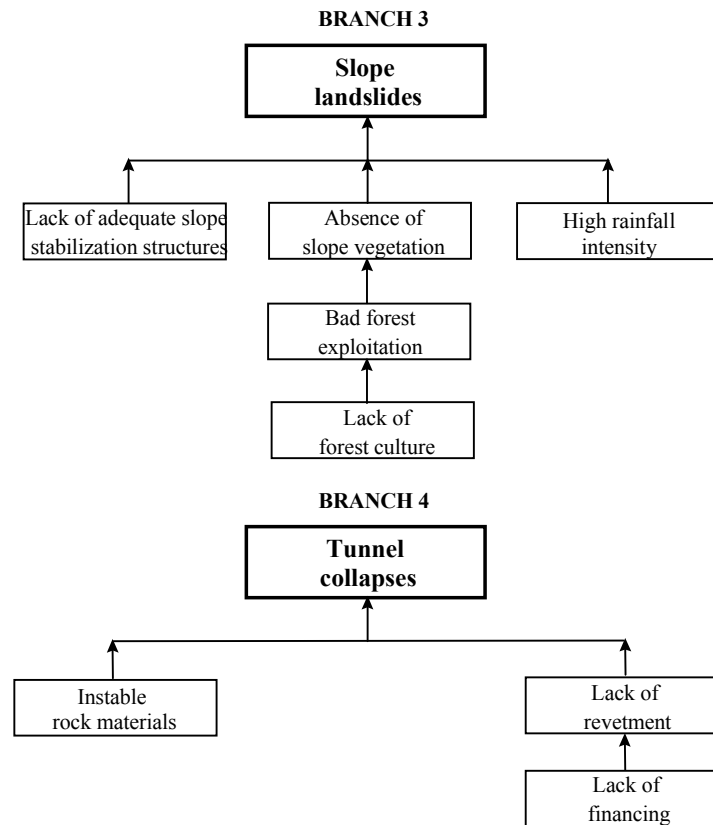 BRANCH 3
Slope
landslides
Lack of adequate slope
stabilization structures
Absence of
slope vegetation
High rainfall
intensity
Bad forest
exploitation
Lack of
forest culture
BRANCH 4
Tunnel
collapses
Instable
rock materials
Lack of
revetment
Lack of
financing